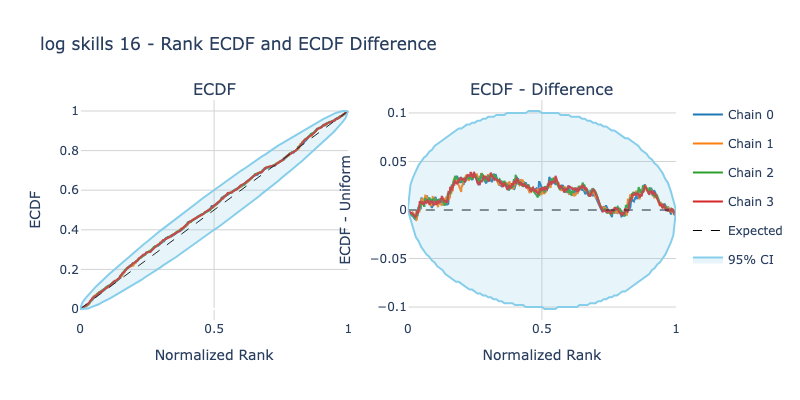 log skills 16 - Rank ECDF and ECDF Difference
ECDF
ECDF - Difference
1
0.8
0.6
0.4
0.2
0
ECDF
0
0.5
1
Normalized Rank
0.1
0.05
0
−0.05
−0.1
ECDF - Uniform
0
0.5
1
Normalized Rank
Chain 0
Chain 1
Chain 2
Chain 3
Expected
95% CI